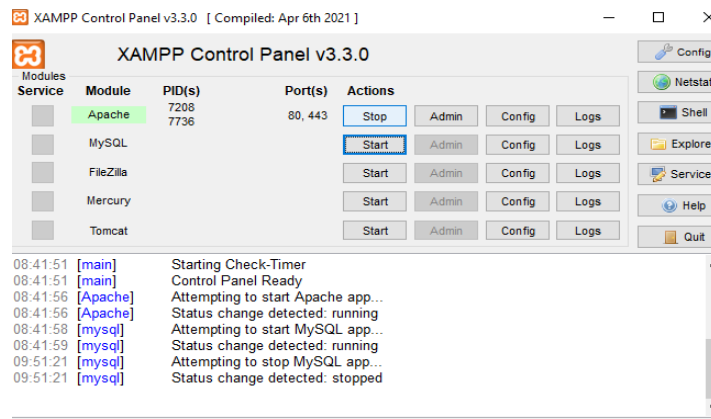 XAMPP Control Panel v3.3.0 [ Compiled: Apr 6th 2021 ]
XAMPP Control Panel v3.3.0
Config
Modules
Service Module PID(s) Port(s) Actions
Netstat
Apache 7208 7736 80, 443 Stop Admin Config Logs
Shell
MySQL Start Admin Config Logs
Explore
FileZilla Start Admin Config Logs
Service
Mercury Start Admin Config Logs
Help
Tomcat Start Admin Config Logs
Quit
08:41:51 [main] Starting Check-Timer
08:41:51 [main] Control Panel Ready
08:41:56 [Apache] Attempting to start Apache app...
08:41:56 [Apache] Status change detected: running
08:41:58 [mysql] Attempting to start MySQL app...
08:41:59 [mysql] Status change detected: running
09:51:21 [mysql] Attempting to stop MySQL app...
09:51:21 [mysql] Status change detected: stopped